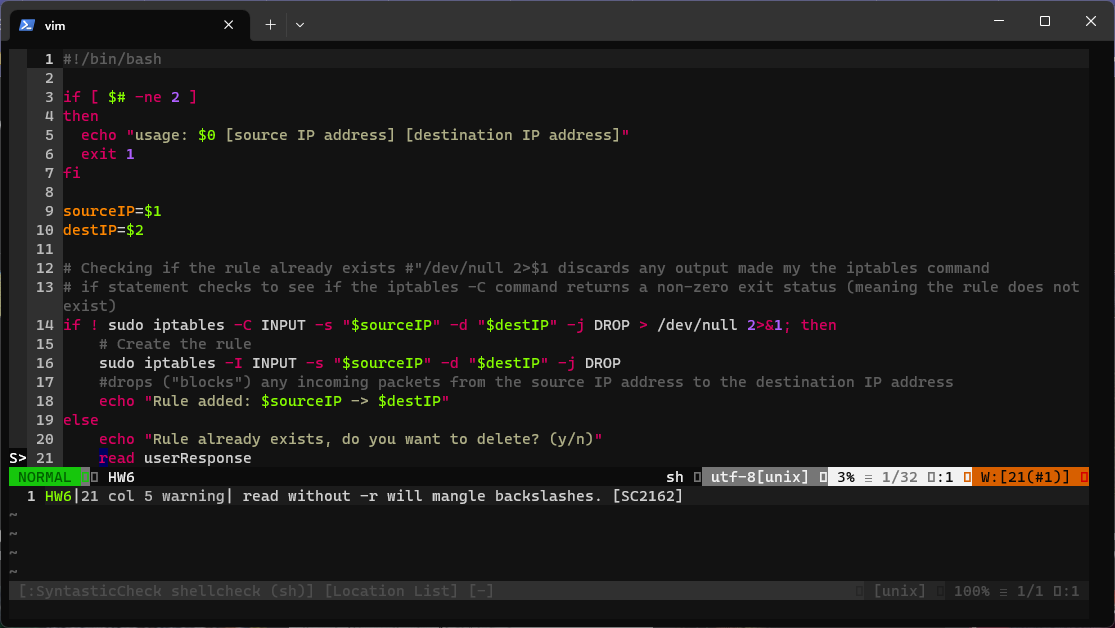 vim
1 #!/bin/bash
2
3 if [ $# -ne 2 ]
4 then
5   echo "usage: $0 [source IP address] [destination IP address]"
6   exit 1
7 fi
8
9 sourceIP=$1
10 destIP=$2
11
12 # Checking if the rule already exists #"/dev/null 2>$1 discards any output made my the iptables command
13 # if statement checks to see if the iptables -C command returns a non-zero exit status (meaning the rule does not
exist)
14 if ! sudo iptables -C INPUT -s "$sourceIP" -d "$destIP" -j DROP > /dev/null 2>&1; then
15     # Create the rule
16     sudo iptables -I INPUT -s "$sourceIP" -d "$destIP" -j DROP
17     #drops ("blocks") any incoming packets from the source IP address to the destination IP address
18     echo "Rule added: $sourceIP -> $destIP"
19 else
20     echo "Rule already exists, do you want to delete? (y/n)"
S> 21     read userResponse
NORMAL HW6 sh utf-8[unix] 3% ≡ 1/32 :1 W:[21(#1)]
1 HW6|21 col 5 warning| read without -r will mangle backslashes. [SC2162]
~
~
~
~
[:SyntasticCheck shellcheck (sh)] [Location List] [-] [unix] 100% ≡ 1/1 :1